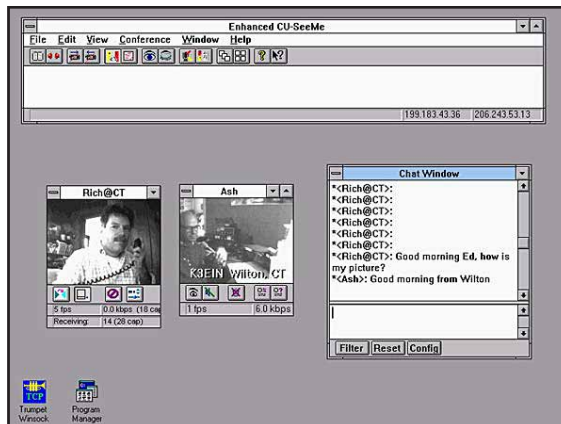 Enhanced CU-SeeMe
File Edit View Conference Window Help
199.183.43.36 206.243.53.13
Rich@CT
5 fps 0.0 kbps (18 cap
Receiving: 14 (28 cap)
Ash
K3EIN Wilton, CT
1 fps 6.0 kbps
Chat Window
*<Rich@CT>:
*<Rich@CT>:
*<Rich@CT>:
*<Rich@CT>:
*<Rich@CT>:
*<Rich@CT>: Good morning Ed, how is
my picture?
*<Ash>: Good morning from Wilton
Filter Reset Config
TCP
Trumpet
Winsock
Program
Manager